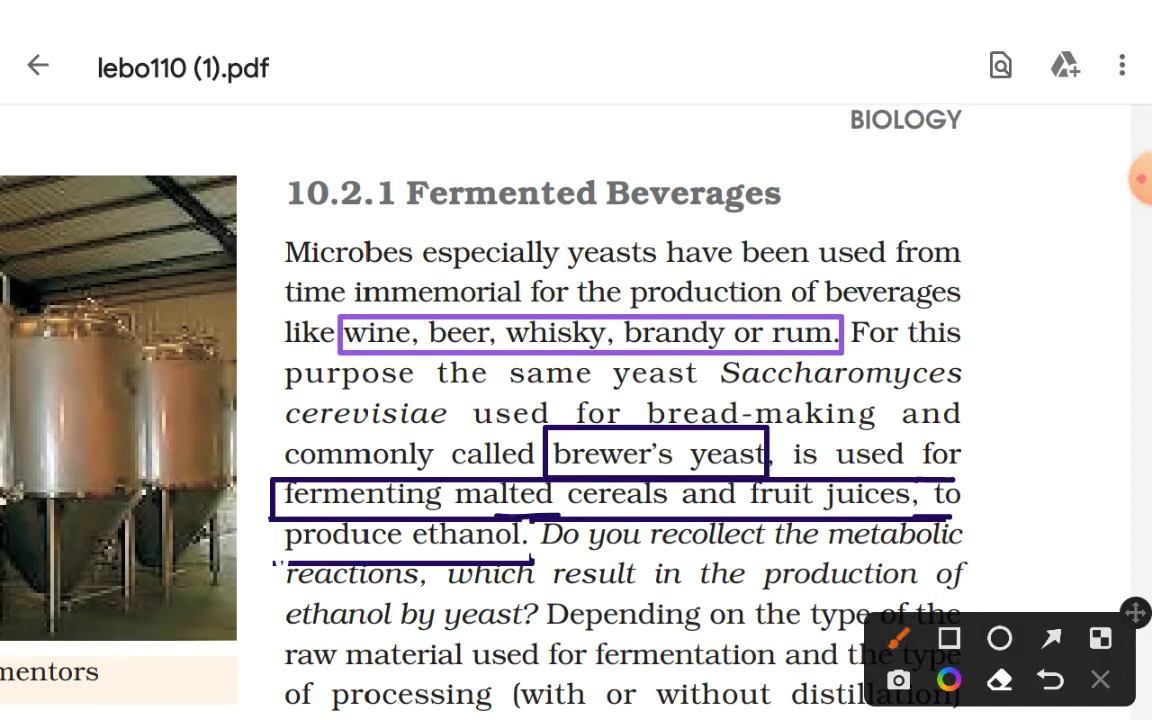 lebo110 (1).pdf
BIOLOGY
10.2.1 Fermented Beverages
Microbes especially yeasts have been used from
time immemorial for the production of beverages
like wine, beer, whisky, brandy or rum. For this
purpose the same yeast Saccharomyces
cerevisiae used for bread-making and
commonly called brewer's yeast, is used for
fermenting malted cereals and fruit juices, to
produce ethanol. Do you recollect the metabolic
reactions, which result in the production of
ethanol by yeast? Depending on the type of the
raw material used for fermentation and the type
of processing (with or without distillation)
mentors